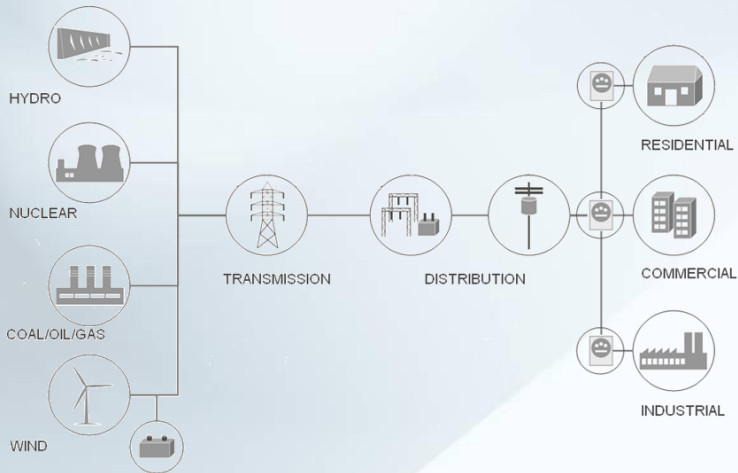 HYDRO
NUCLEAR
COAL/OIL/GAS
WIND
TRANSMISSION
DISTRIBUTION
RESIDENTIAL
COMMERCIAL
INDUSTRIAL